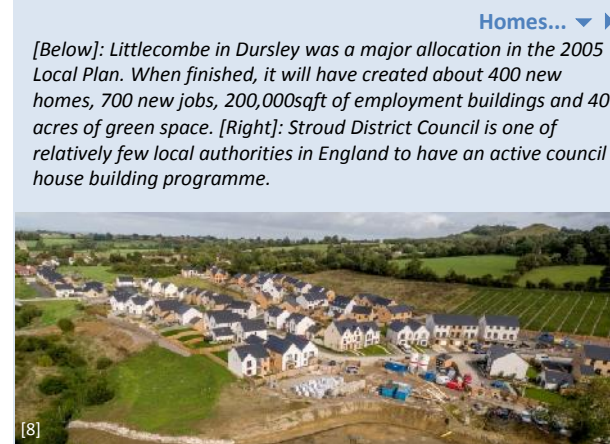 Homes...
[Below]: Littlecombe in Dursley was a major allocation in the 2005
Local Plan. When finished, it will have created about 400 new
homes, 700 new jobs, 200,000sqft of employment buildings and 40
acres of green space. [Right]: Stroud District Council is one of
relatively few local authorities in England to have an active council
house building programme.
[8]